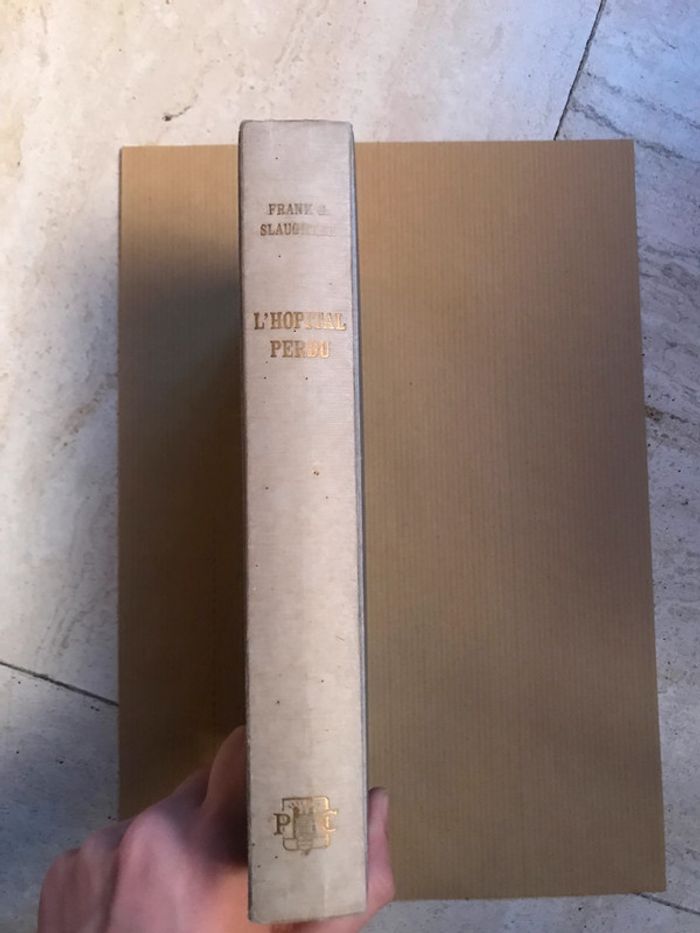 FRANK G.
SLAUGHTER
L'HOPITAL
PERDU
P C